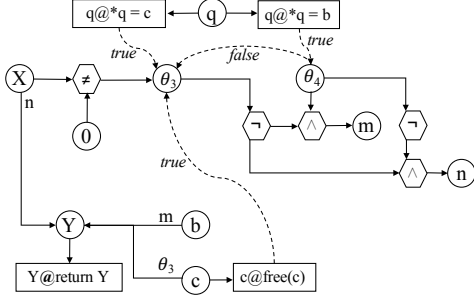 q@*q = c
q
q@*q = b
true
false
true
X
≠
θ3
θ4
n
¬
∧
m
¬
0
true
∧
n
Y
m
b
θ3
Y@return Y
c
c@free(c)